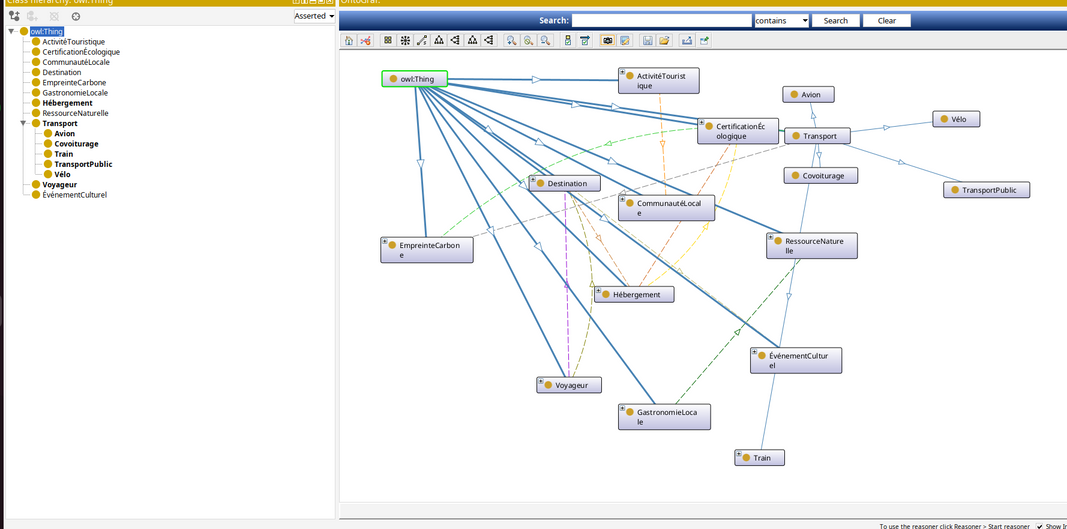 Class hierarchy: owl:Thing
OntoGraf:
Asserted
owl:Thing
ActivitéTouristique
CertificationÉcologique
CommunautéLocale
Destination
EmpreinteCarbone
GastronomieLocale
Hébergement
RessourceNaturelle
Transport
Avion
Covoiturage
Train
TransportPublic
Vélo
Voyageur
ÉvénementCulturel
Search:
contains
Search
Clear
owl:Thing
ActivitéTourist
ique
Avion
Vélo
CertificationÉc
ologique
Transport
Covoiturage
TransportPublic
Destination
CommunautéLocal
e
EmpreinteCarbon
e
RessourceNature
lle
Hébergement
ÉvénementCultur
el
Voyageur
GastronomieLoca
le
Train
To use the reasoner click Reasoner > Start reasoner
Show In